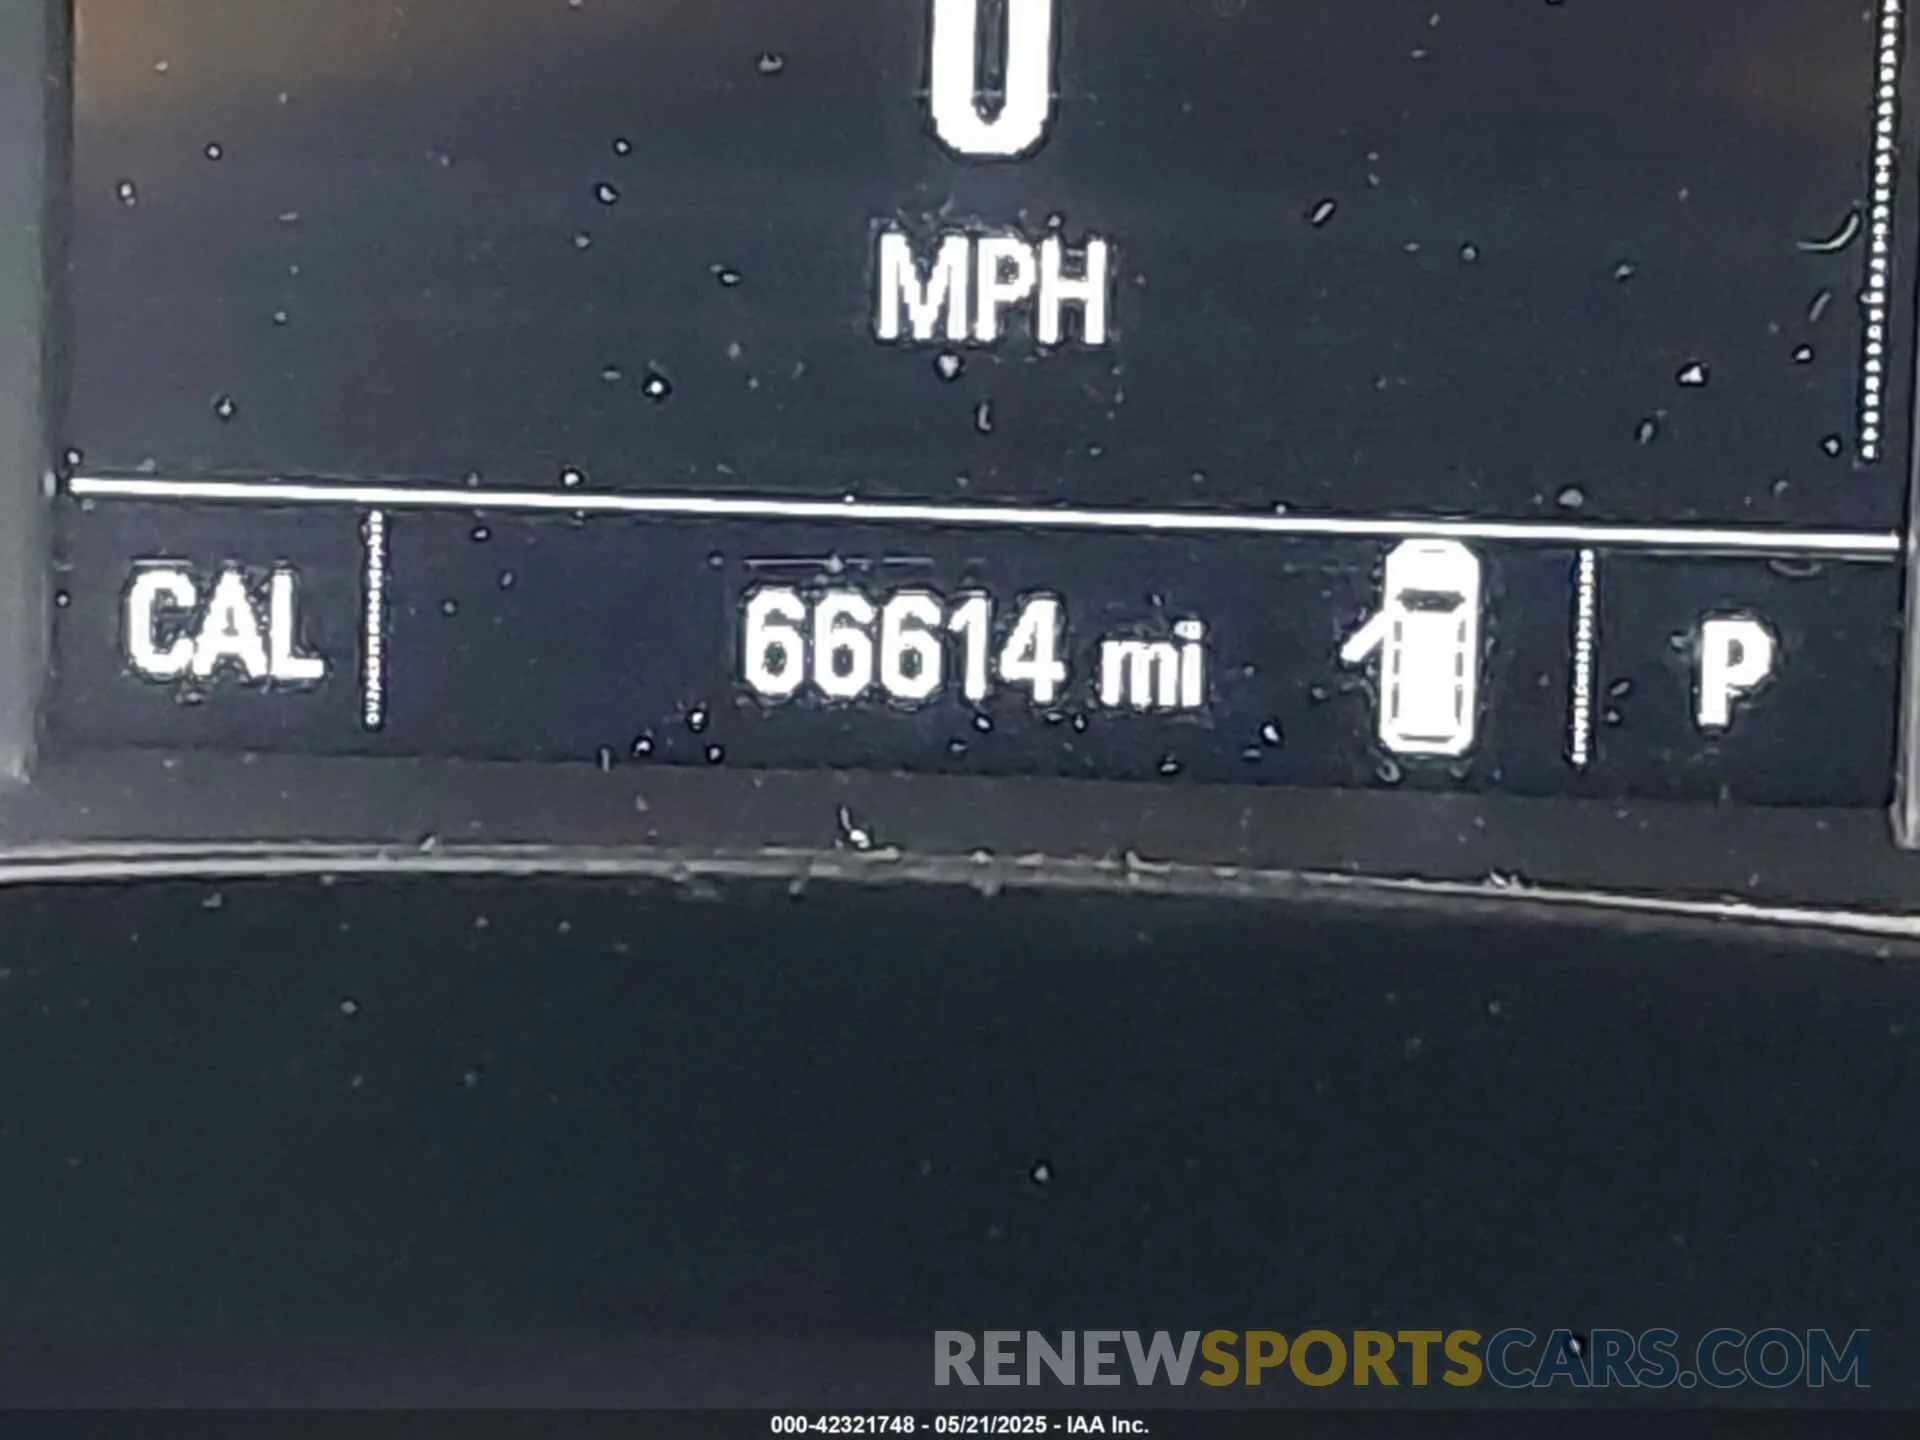 0
MPH
CAL 66614 mi P
RENEWSPORTSCARS.COM
000-42321748 - 05/21/2025 - IAA Inc.